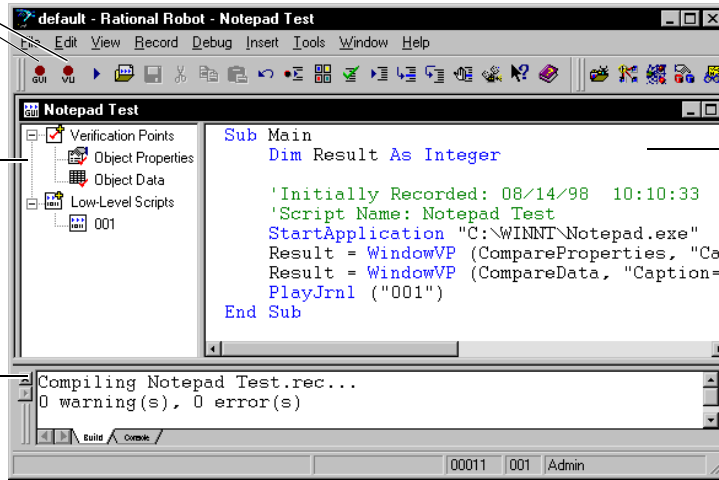 default - Rational Robot - Notepad Test
File Edit View Record Debug Insert Tools Window Help
GUI VU
Notepad Test
Verification Points
Object Properties
Object Data
Low-Level Scripts
001
Sub Main
Dim Result As Integer
'Initially Recorded: 08/14/98 10:10:33
'Script Name: Notepad Test
StartApplication "C:\WINNT\Notepad.exe"
Result = WindowVP (CompareProperties, "Ca
Result = WindowVP (CompareData, "Caption=
PlayJrnl ("001")
End Sub
Compiling Notepad Test.rec...
0 warning(s), 0 error(s)
Build Console
00011 001 Admin